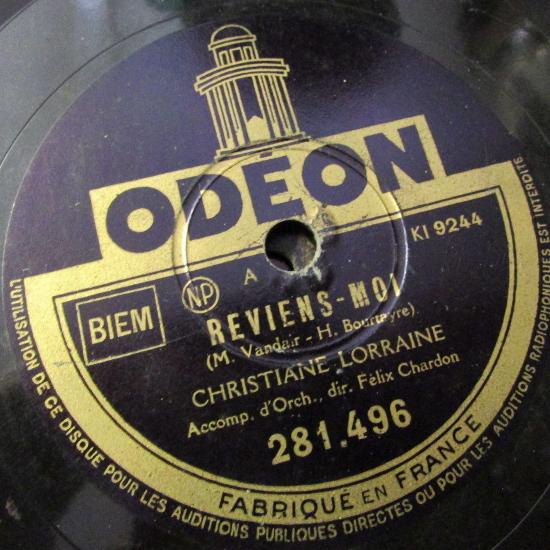 ODÉON
KI 9244
BIEM
NP
A
REVIENS-MOI
(M. Vandair - H. Bourtayre)
CHRISTIANE LORRAINE
Accomp. d'Orch., dir. Félix Chardon
281.496
FABRIQUÉ EN FRANCE
L'UTILISATION DE CE DISQUE POUR LES AUDITIONS PUBLIQUES DIRECTES OU POUR LES AUDITIONS RADIOPHONIQUES EST INTERDITE